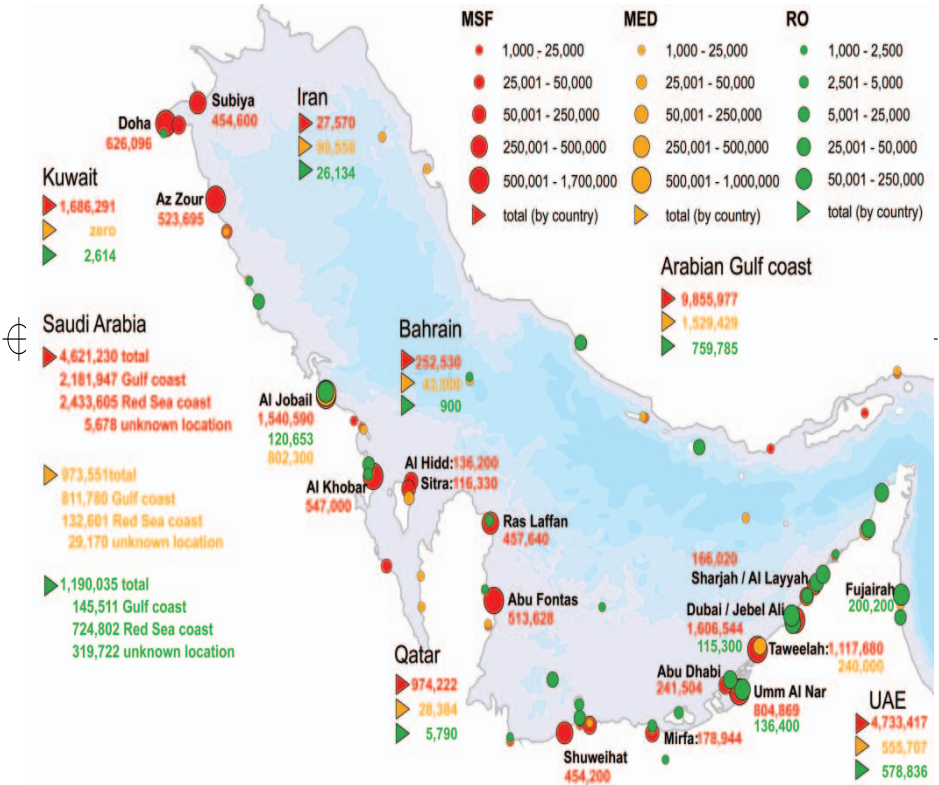 MSF
1,000 - 25,000
25,001 - 50,000
50,001 - 250,000
250,001 - 500,000
500,001 - 1,700,000
total (by country)
MED
1,000 - 25,000
25,001 - 50,000
50,001 - 250,000
250,001 - 500,000
500,001 - 1,000,000
total (by country)
RO
1,000 - 2,500
2,501 - 5,000
5,001 - 25,000
25,001 - 50,000
50,001 - 250,000
total (by country)
Subiya
454,600
Doha
626,096
Iran
27,570
26,134
Kuwait
1,686,291
zero
2,614
Az Zour
523,695
Arabian Gulf coast
9,855,977
1,529,429
759,785
Saudi Arabia
4,621,230 total
2,181,947 Gulf coast
2,433,605 Red Sea coast
5,678 unknown location
973,551total
811,780 Gulf coast
132,601 Red Sea coast
29,170 unknown location
1,190,035 total
145,511 Gulf coast
724,802 Red Sea coast
319,722 unknown location
Bahrain
252,530
900
Al Jobail
1,540,590
120,653
802,300
Al Hidd:136,200
Sitra:116,330
Al Khobar
547,000
Ras Laffan
457,640
Abu Fontas
513,628
Qatar
974,222
28,384
5,790
166,020
Sharjah / Al Layyah
Fujairah
200,200
Dubai / Jebel Ali
1,606,544
115,300
Taweelah:1,117,680
240,000
Abu Dhabi
241,504
Umm Al Nar
804,869
136,400
Mirfa:178,944
Shuweihat
454,200
UAE
4,733,417
555,707
578,836